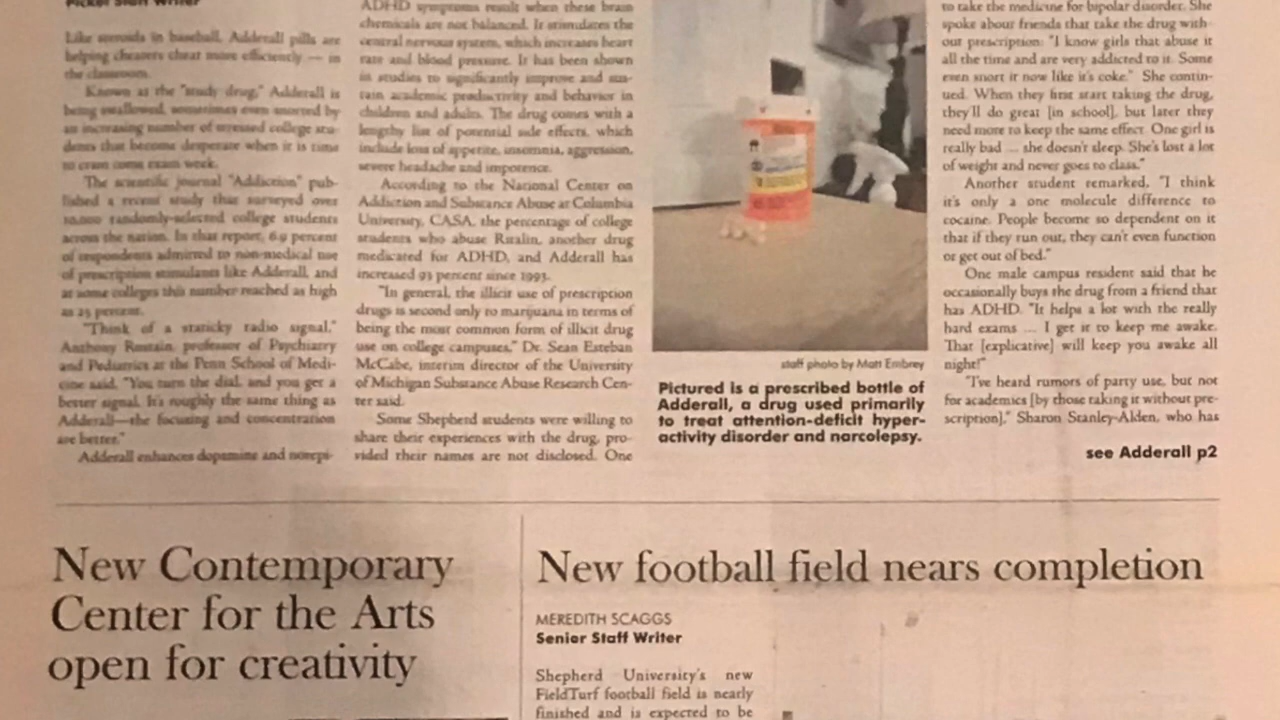 Picket Staff Writer
Like steroids in baseball, Adderall pills are
helping cheaters cheat more efficiently — in
the classroom.
Known as the "study drug," Adderall is
being swallowed, sometimes even snorted by
an increasing number of stressed college stu-
dents that become desperate when it is time
to cram come exam week.
The scientific journal "Addiction" pub-
lished a recent study that surveyed over
10,000 randomly-selected college students
across the nation. In that report, 6.9 percent
of respondents admitted to non-medical use
of prescription stimulants like Adderall, and
at some colleges this number reached as high
as 25 percent.
"Think of a staticky radio signal,"
Anthony Rostain, professor of Psychiatry
and Pediatrics at the Penn School of Medi-
cine said. "You turn the dial, and you get a
better signal. It's roughly the same thing as
Adderall—the focusing and concentration
are better."
Adderall enhances dopamine and norepi-
ADHD symptoms result when these brain
chemicals are not balanced. It stimulates the
central nervous system, which increases heart
rate and blood pressure. It has been shown
in studies to significantly improve and sus-
tain academic productivity and behavior in
children and adults. The drug comes with a
lengthy list of potential side effects, which
include loss of appetite, insomnia, aggression,
severe headache and impotence.
According to the National Center on
Addiction and Substance Abuse at Columbia
University, CASA, the percentage of college
students who abuse Ritalin, another drug
medicated for ADHD, and Adderall has
increased 93 percent since 1993.
"In general, the illicit use of prescription
drugs is second only to marijuana in terms of
being the most common form of illicit drug
use on college campuses," Dr. Sean Esteban
McCabe, interim director of the University
of Michigan Substance Abuse Research Cen-
ter said.
Some Shepherd students were willing to
share their experiences with the drug, pro-
vided their names are not disclosed. One
staff photo by Matt Embrey
Pictured is a prescribed bottle of
Adderall, a drug used primarily
to treat attention-deficit hyper-
activity disorder and narcolepsy.
to take the medicine for bipolar disorder. She
spoke about friends that take the drug with-
out prescription: "I know girls that abuse it
all the time and are very addicted to it. Some
even snort it now like it's coke." She contin-
ued. When they first start taking the drug,
they'll do great [in school], but later they
need more to keep the same effect. One girl is
really bad ... she doesn't sleep. She's lost a lot
of weight and never goes to class."
Another student remarked, "I think
it's only a one molecule difference to
cocaine. People become so dependent on it
that if they run out, they can't even function
or get out of bed."
One male campus resident said that he
occasionally buys the drug from a friend that
has ADHD. "It helps a lot with the really
hard exams ... I get it to keep me awake.
That [explicative] will keep you awake all
night!"
"I've heard rumors of party use, but not
for academics [by those taking it without pre-
scription]," Sharon Stanley-Alden, who has
see Adderall p2
New Contemporary
Center for the Arts
open for creativity
New football field nears completion
MEREDITH SCAGGS
Senior Staff Writer
Shepherd University's new
FieldTurf football field is nearly
finished and is expected to be